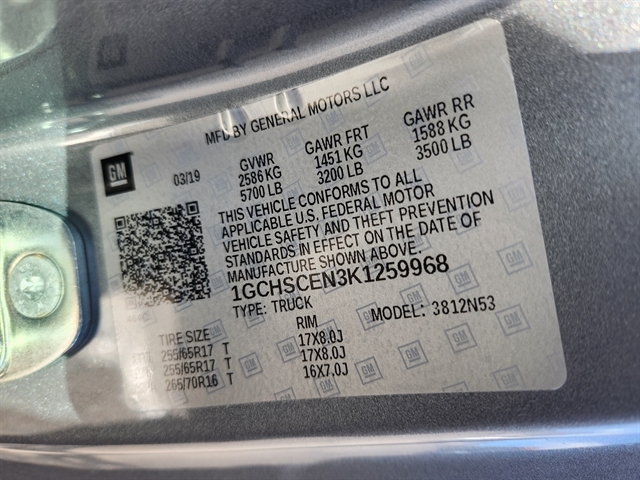 MFD BY GENERAL MOTORS LLC
GM
03/19
GVWR GAWR FRT GAWR RR
2586 KG 1451 KG 1588 KG
5700 LB 3200 LB 3500 LB
THIS VEHICLE CONFORMS TO ALL
APPLICABLE U.S. FEDERAL MOTOR
VEHICLE SAFETY AND THEFT PREVENTION
STANDARDS IN EFFECT ON THE DATE OF
MANUFACTURE SHOWN ABOVE.
1GCHSCEN3K1259968
TYPE: TRUCK MODEL: 3812N53
TIRE SIZE RIM
255/65R17 T 17X8.0J
255/65R17 T 17X8.0J
265/70R16 T 16X7.0J